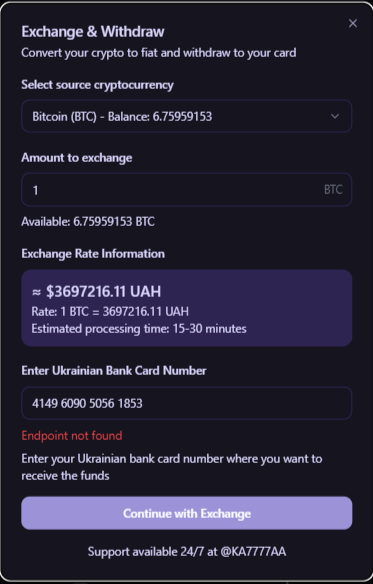 Exchange & Withdraw
Convert your crypto to fiat and withdraw to your card
Select source cryptocurrency
Bitcoin (BTC) - Balance: 6.75959153
Amount to exchange
1 BTC
Available: 6.75959153 BTC
Exchange Rate Information
≈ $3697216.11 UAH
Rate: 1 BTC = 3697216.11 UAH
Estimated processing time: 15-30 minutes
Enter Ukrainian Bank Card Number
4149 6090 5056 1853
Endpoint not found
Enter your Ukrainian bank card number where you want to
receive the funds
Continue with Exchange
Support available 24/7 at @KA7777AA